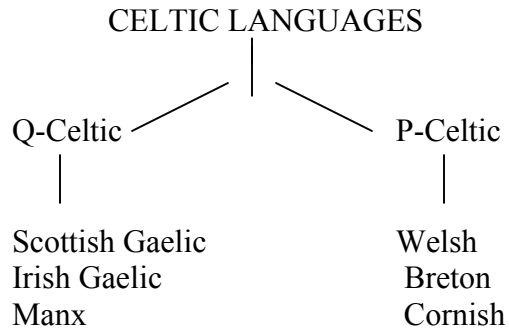 CELTIC LANGUAGES
Q-Celtic P-Celtic
Scottish Gaelic Welsh
Irish Gaelic Breton
Manx Cornish